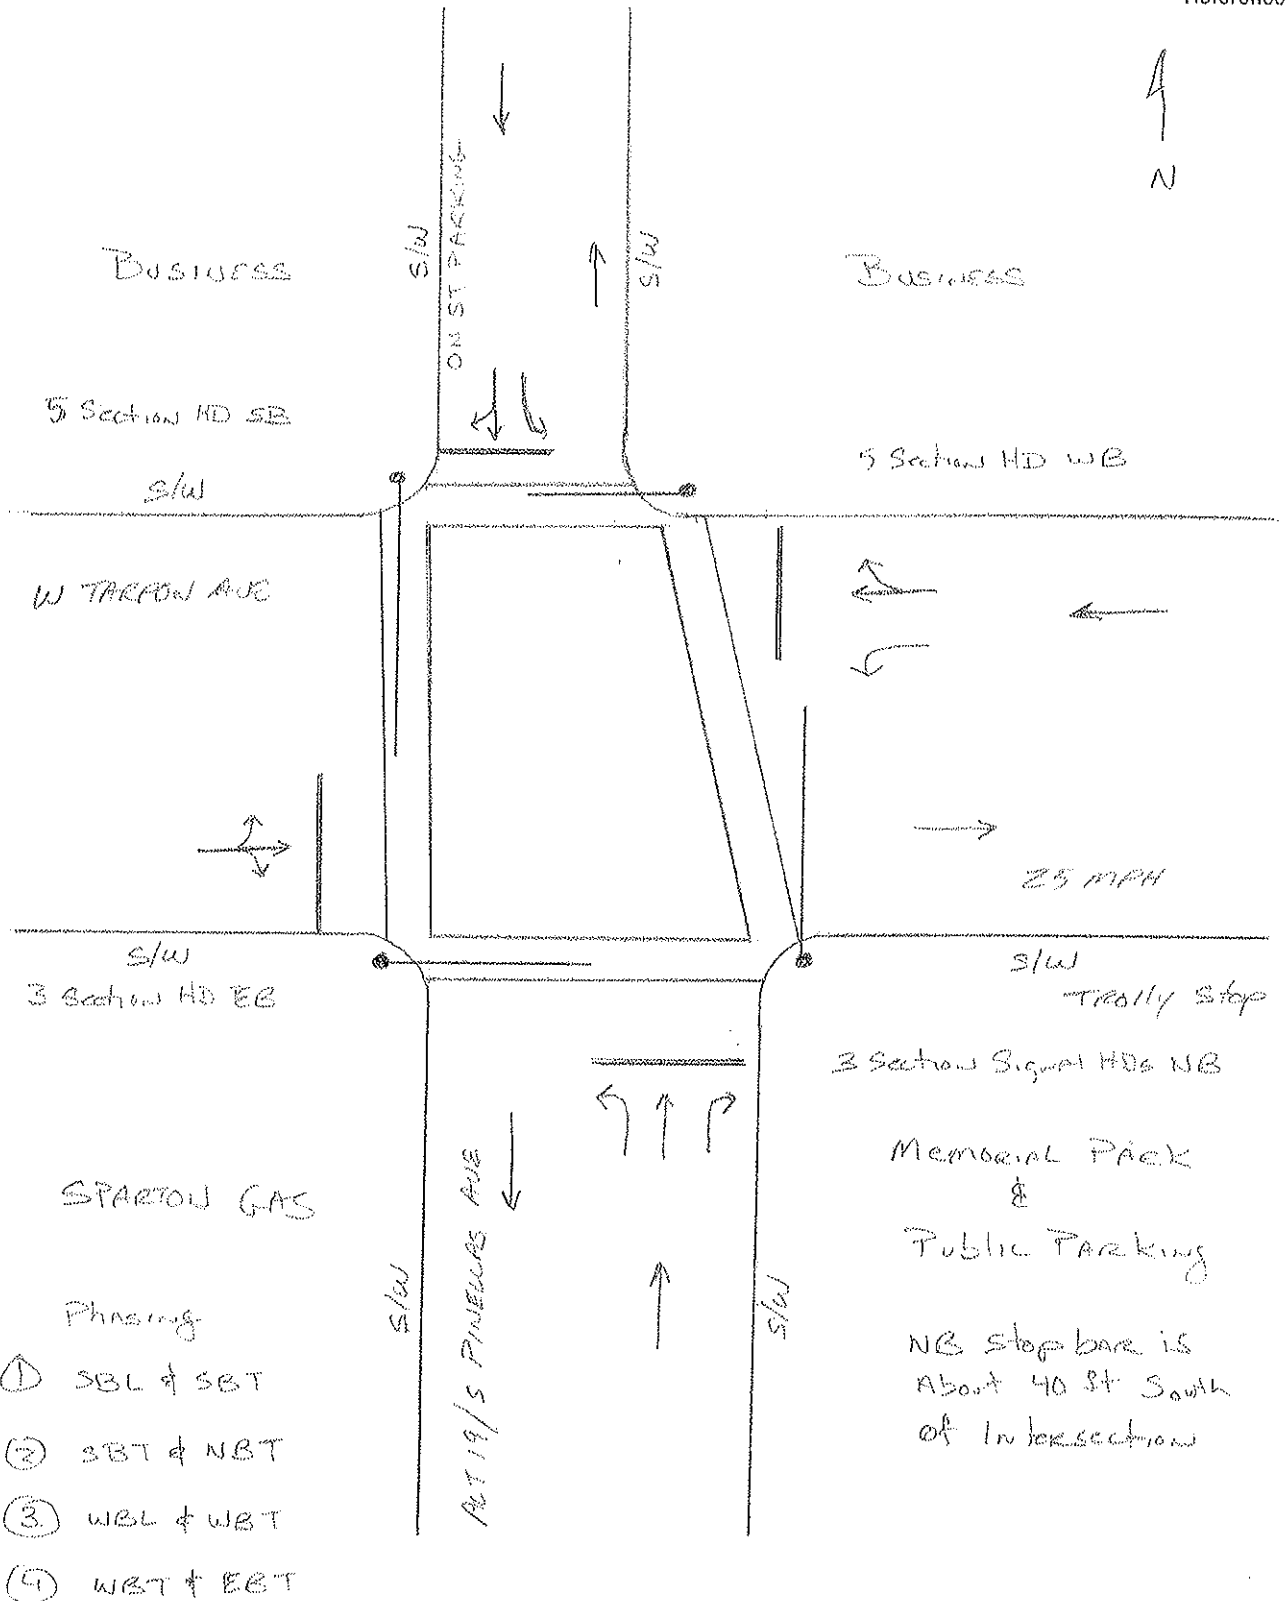 N
S/W
ON ST PARKING
S/W
BUSINESS
BUSINESS
5 Section HD SB
5 Section HD WB
S/W
W TARPON AVE
25 MPH
S/W
S/W
3 Section HD EB
TROlly Stop
3 Section Signal HDs NB
MEMORIAL PARK
&
Public PARking
SPARTON GAS
ALT 19/S PINELLAS AVE
S/W
S/W
NB Stop bar is
About 40 ft South
of Intersection
Phasing
① SBL & SBT
② SBT & NBT
③ WBL & WBT
④ WBT & EBT